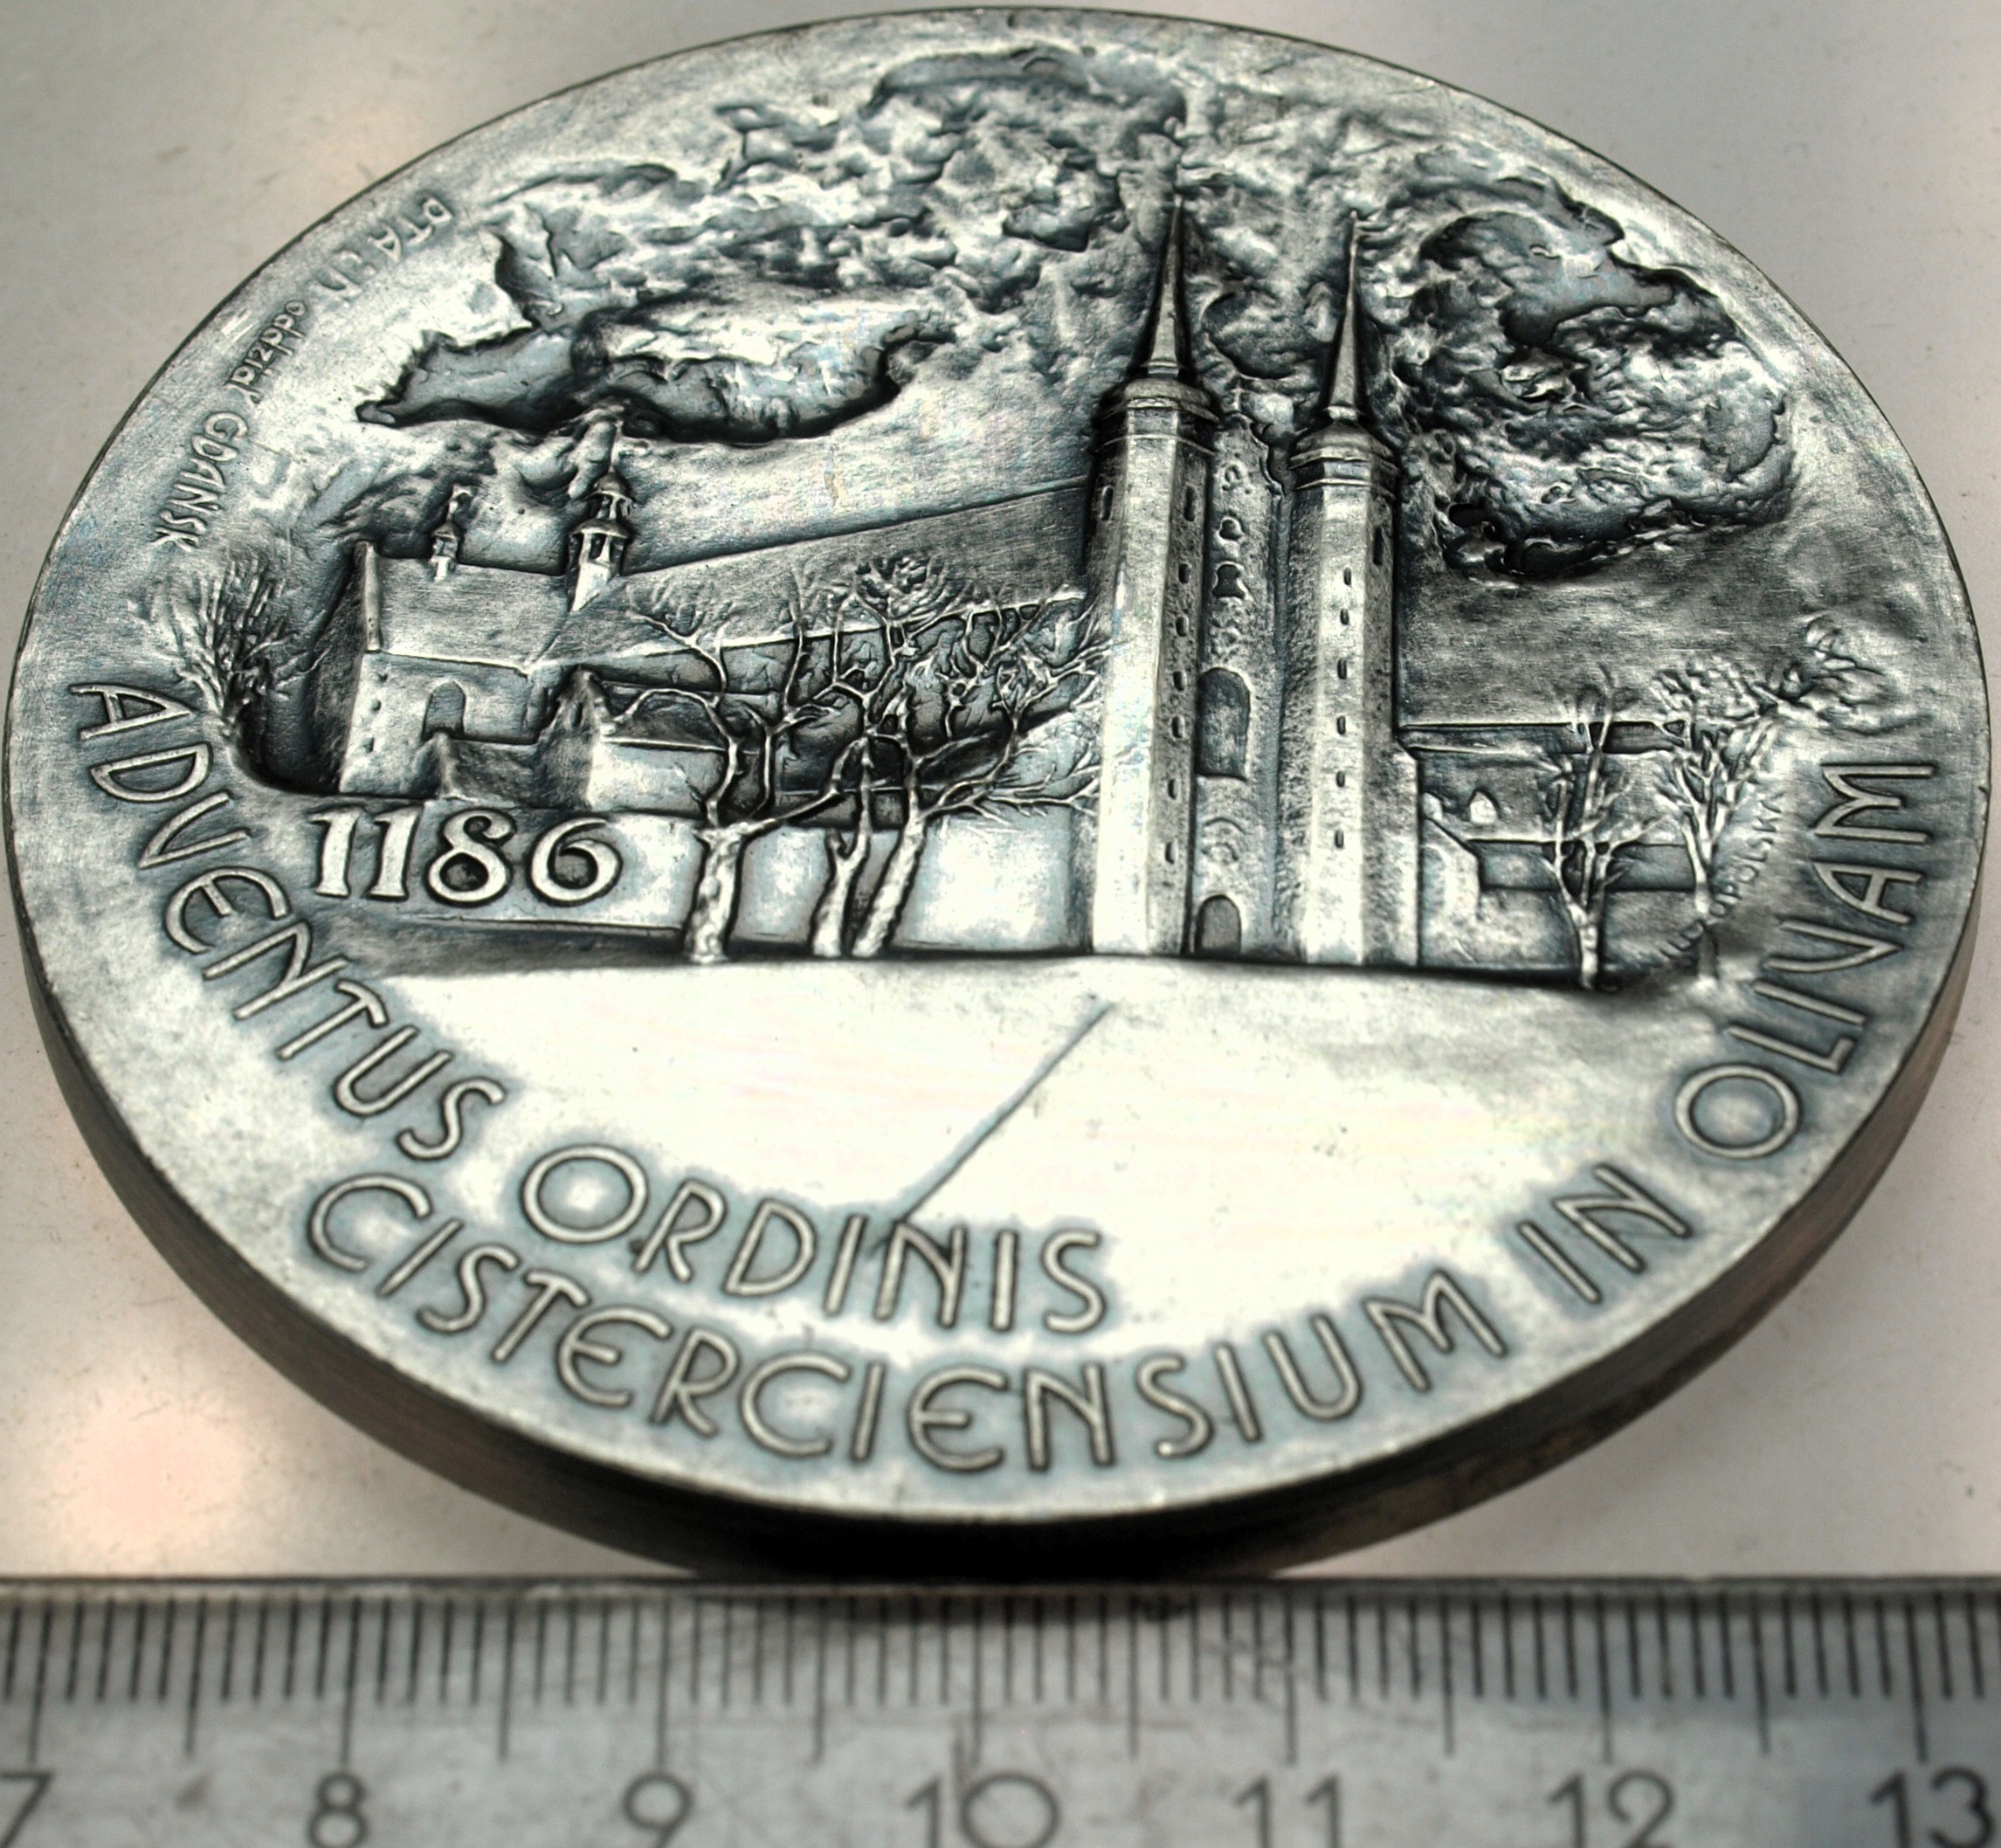 PTAiN oddział GDAŃSK
1186
ADVENTUS ORDINIS
CISTERCIENSIUM IN OLIVAM
7 8 9 10 11 12 13